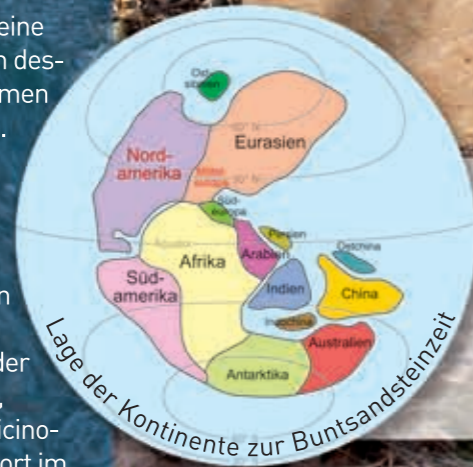 eine
n des-
men
.
n
der
,
icino-
ort im
Ost-
sibirien
Nord-
amerika
Eurasien
Mittel-
europa
Süd-
europa
Persien
Ostchina
Äquator
Afrika
Arabien
Indien
China
Süd-
amerika
Indochina
Australien
Antarktika
Lage der Kontinente zur Buntsandsteinzeit